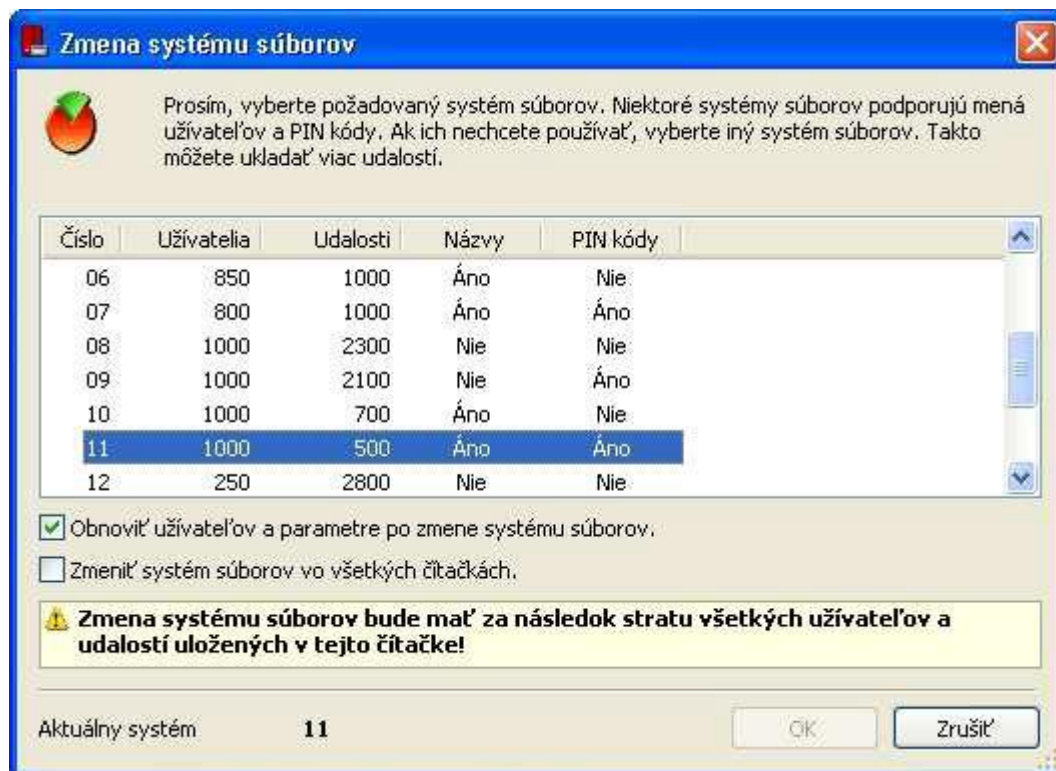 Zmena systému súborov
Prosím, vyberte požadovaný systém súborov. Niektoré systémy súborov podporujú mená
užívateľov a PIN kódy. Ak ich nechcete používať, vyberte iný systém súborov. Takto
môžete ukladať viac udalostí.
Číslo Užívatelia Udalosti Názvy PIN kódy
06 850 1000 Áno Nie
07 800 1000 Áno Áno
08 1000 2300 Nie Nie
09 1000 2100 Nie Áno
10 1000 700 Áno Nie
11 1000 500 Áno Áno
12 250 2800 Nie Nie
Obnoviť užívateľov a parametre po zmene systému súborov.
Zmeniť systém súborov vo všetkých čítačkách.
Zmena systému súborov bude mať za následok stratu všetkých užívateľov a
udalostí uložených v tejto čítačke!
Aktuálny systém 11 OK Zrušiť